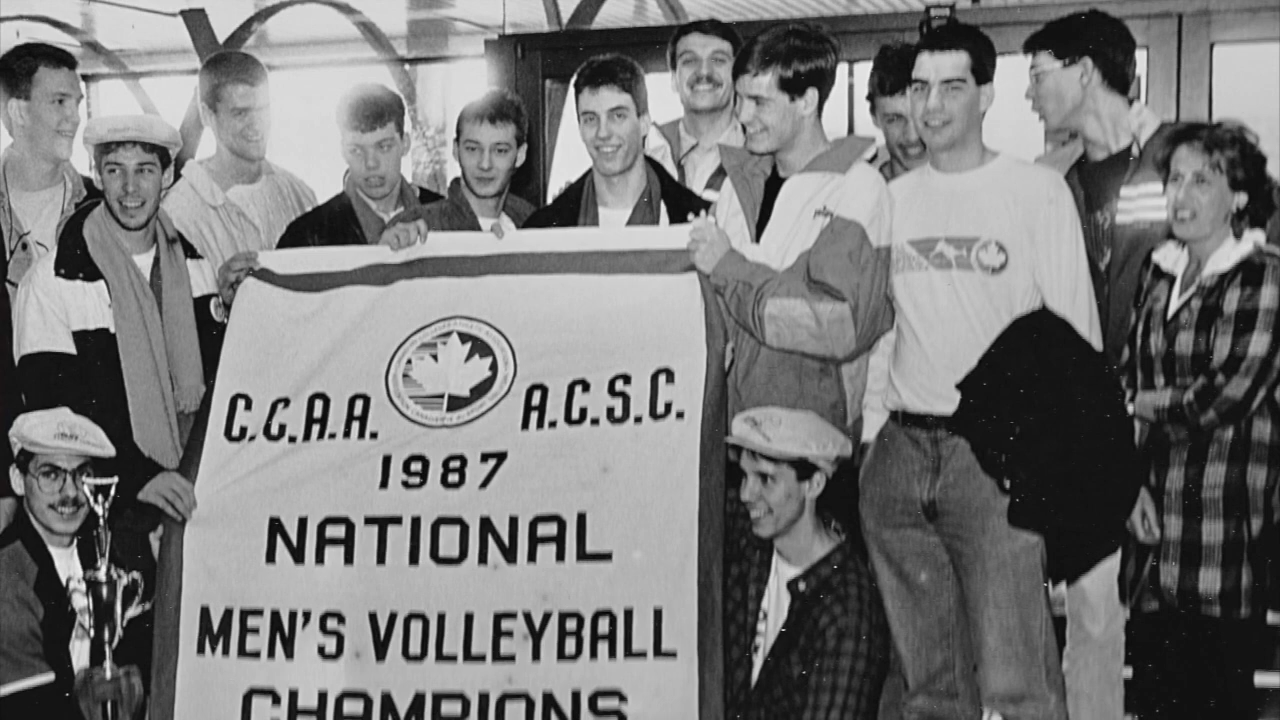 C.C.A.A. A.C.S.C.
1987
NATIONAL
MEN'S VOLLEYBALL
CHAMPIONS